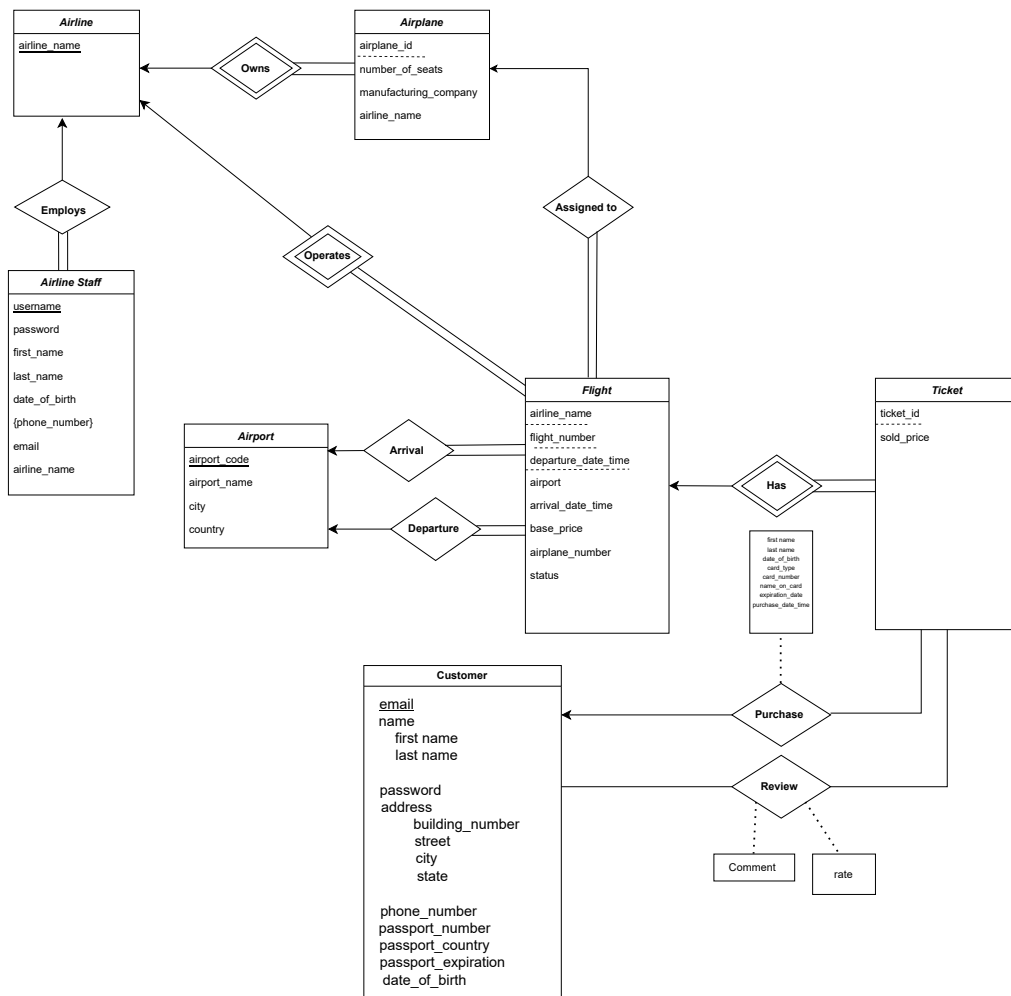 Airline
airline_name
Airplane
airplane_id
number_of_seats
manufacturing_company
airline_name
Owns
Employs
Assigned to
Operates
Airline Staff
username
password
first_name
last_name
date_of_birth
{phone_number}
email
airline_name
Airport
airport_code
airport_name
city
country
Arrival
Departure
Flight
airline_name
flight_number
departure_date_time
airport
arrival_date_time
base_price
airplane_number
status
Has
Ticket
ticket_id
sold_price
first name
last name
date_of_birth
card_type
card_number
name_on_card
expiration_date
purchase_date_time
Customer
email
name
first name
last name
password
address
building_number
street
city
state
phone_number
passport_number
passport_country
passport_expiration
date_of_birth
Purchase
Review
Comment
rate